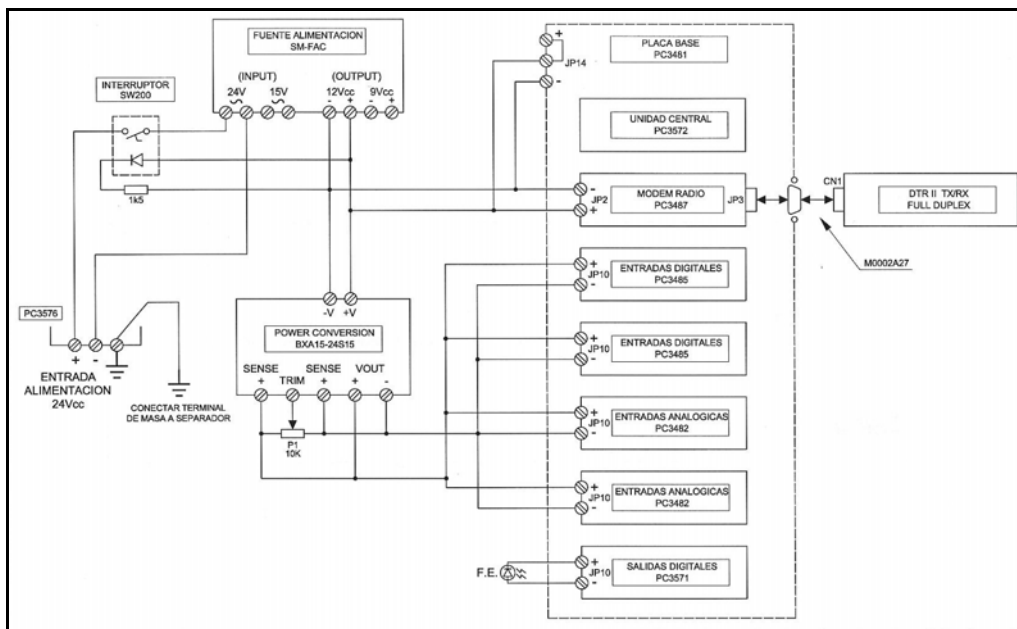 FUENTE ALIMENTACION
SM-FAC
(INPUT) (OUTPUT)
24V 15V 12Vcc 9Vcc
- + - +
INTERRUPTOR
SW200
1k5
PC3576
+ -
ENTRADA
ALIMENTACION
24Vcc
CONECTAR TERMINAL
DE MASA A SEPARADOR
-V +V
POWER CONVERSION
BXA15-24S15
SENSE SENSE VOUT
+ TRIM + + -
P1
10K
+
JP14
-
PLACA BASE
PC3481
UNIDAD CENTRAL
PC3572
-
JP2
+
MODEM RADIO
PC3487
JP3
CN1
DTR II TX/RX
FULL DUPLEX
M0002A27
+
JP10
-
ENTRADAS DIGITALES
PC3485
+
JP10
-
ENTRADAS DIGITALES
PC3485
+
JP10
-
ENTRADAS ANALOGICAS
PC3482
+
JP10
-
ENTRADAS ANALOGICAS
PC3482
F.E.
+
JP10
-
SALIDAS DIGITALES
PC3571